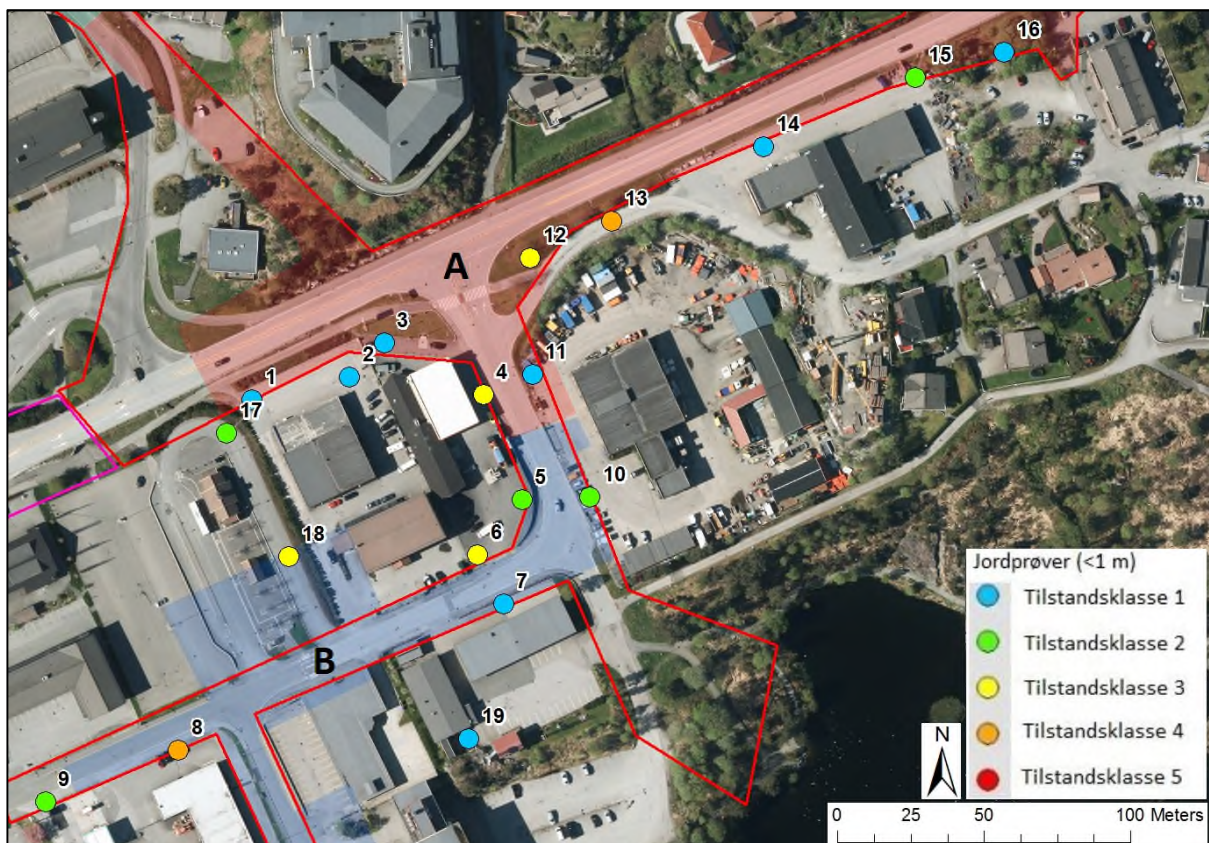 16
15
14
13
12
A
3
11
2
4
1
17
10
5
18
6
7
B
19
8
9
Jordprøver (<1 m)
Tilstandsklasse 1
Tilstandsklasse 2
Tilstandsklasse 3
Tilstandsklasse 4
Tilstandsklasse 5
N
0 25 50 100 Meters